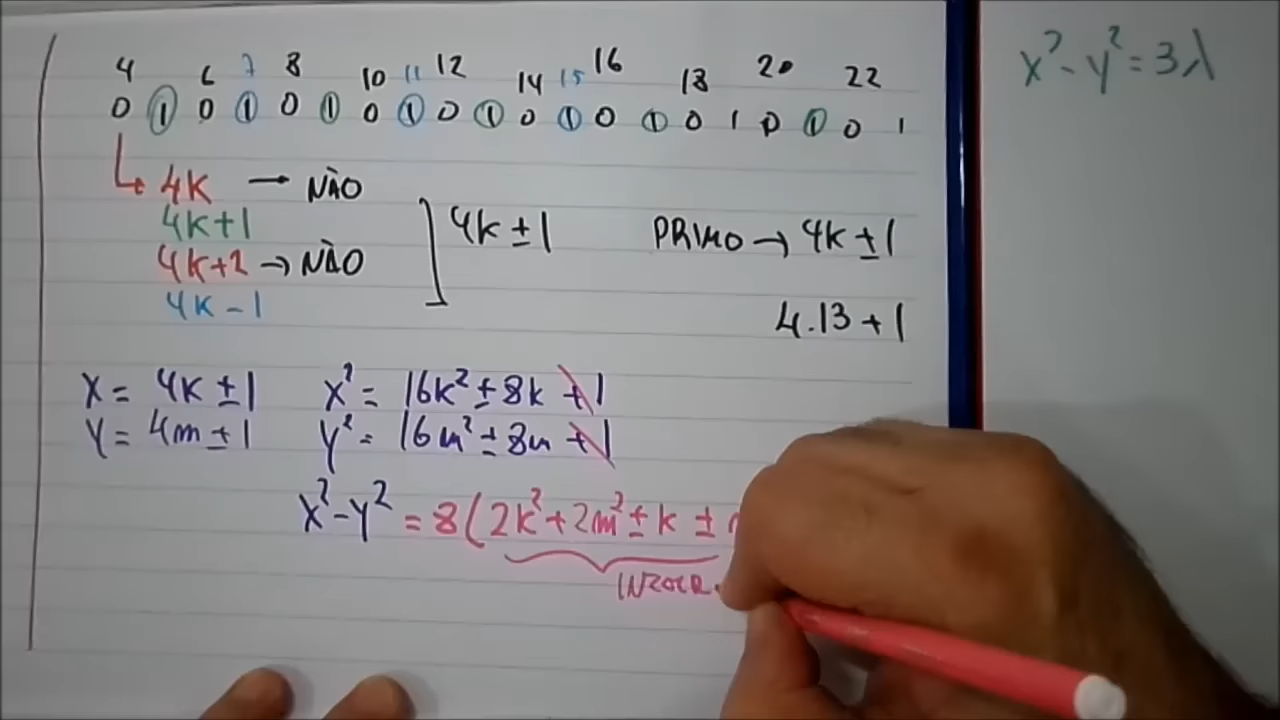 4 6 7 8 10 11 12 14 15 16 18 20 22
0 1 0 1 0 1 0 1 0 1 0 1 0 1 0 1 0 1 0 1
4K → NÃO
4K+1
4K+2 → NÃO
4K-1
4K ± 1
PRIMO → 4K ± 1
4.13 + 1
X = 4K ± 1
Y = 4m ± 1
X² = 16K² ± 8K + 1
Y² = 16m² ± 8m + 1
X² - Y² = 8(2K² + 2m² ± K ±
X² - Y² = 3λ